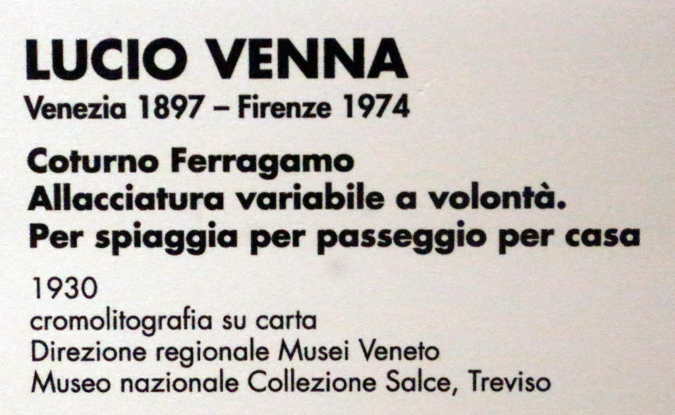 LUCIO VENNA
Venezia 1897 – Firenze 1974
Coturno Ferragamo
Allacciatura variabile a volontà.
Per spiaggia per passeggio per casa
1930
cromolitografia su carta
Direzione regionale Musei Veneto
Museo nazionale Collezione Salce, Treviso